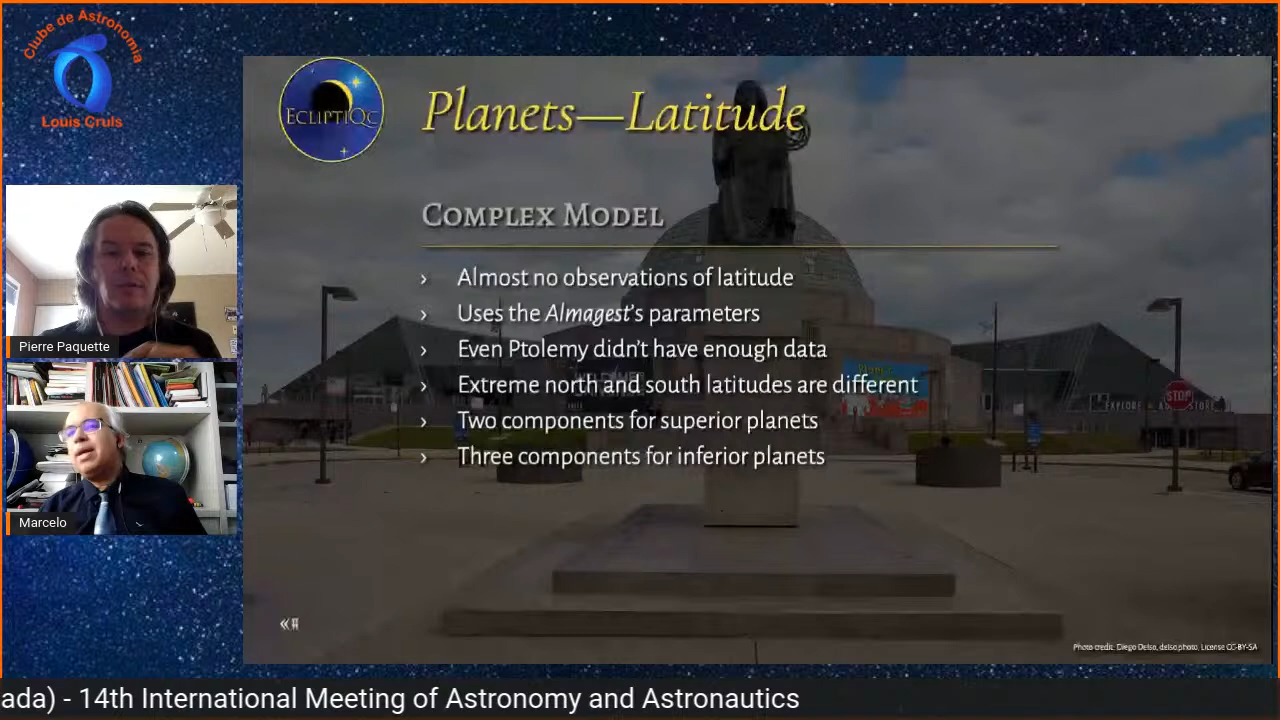 Clube de Astronomia
Louis Cruls
EcliptiQc
Planets—Latitude
Complex Model
› Almost no observations of latitude
› Uses the Almagest's parameters
› Even Ptolemy didn't have enough data
› Extreme north and south latitudes are different
› Two components for superior planets
› Three components for inferior planets
STOP
Pierre Paquette
Marcelo
Photo credit: Diego Delso, delso.photo, License CC-BY-SA
ada) - 14th International Meeting of Astronomy and Astronautics